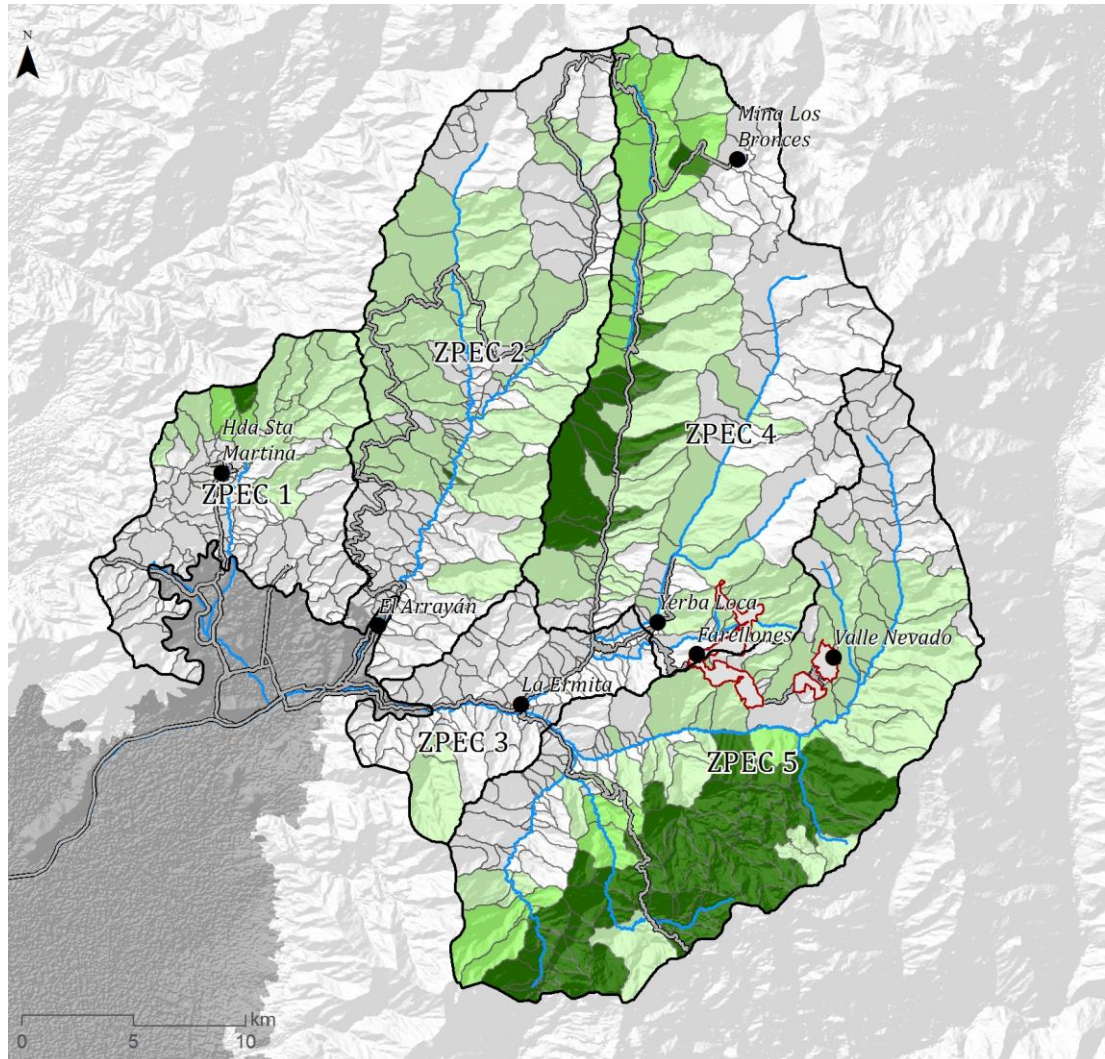 N
Mina Los
Bronces
ZPEC 2
ZPEC 4
Hda Sta
Martina
ZPEC 1
El Arrayán
Yerba Loca
Farellones
Valle Nevado
La Ermita
ZPEC 3
ZPEC 5
km
0 5 10